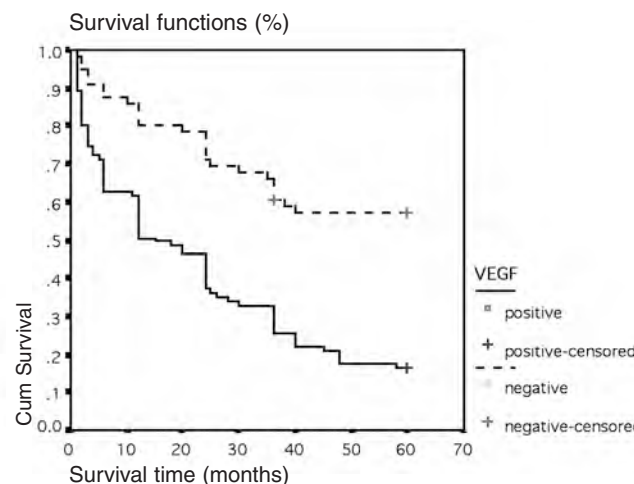 Survival functions (%)
1.0
.9
.8
.7
.6
.5
.4
.3
.2
.1
0.0
Cum Survival
0
10
20
30
40
50
60
70
Survival time (months)
VEGF
positive
positive-censored
negative
negative-censored